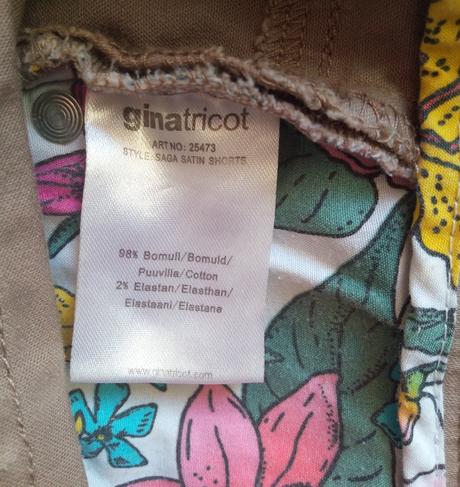 ginatricot
ART NO: 25473
STYLE: SAGA SATIN SHORTS
98% Bomull/Bomuld/
Puuvilla/Cotton
2% Elastan/Elasthan/
Elastaani/Elastane
www.ginatricot.com